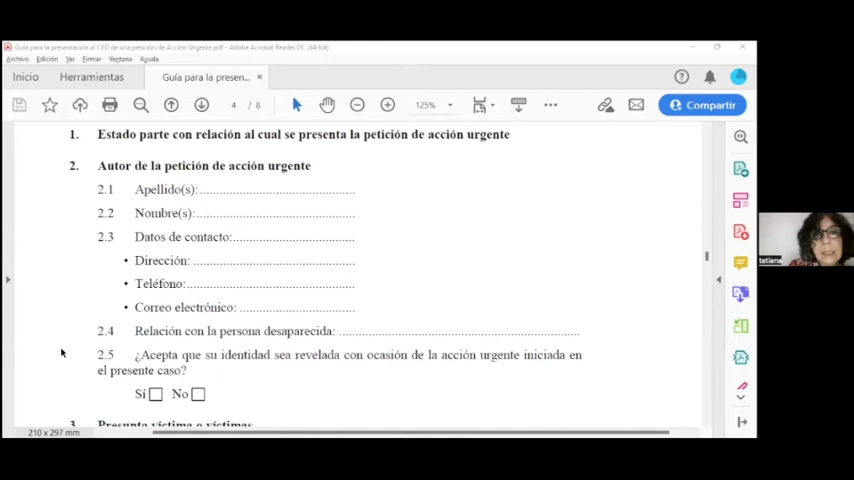 Guía para la presentación al CED de una petición de Acción Urgente.pdf - Adobe Acrobat Reader DC (64-bit)
Archivo Edición Ver Firmar Ventana Ayuda
Inicio Herramientas Guía para la presen... ×
4 / 8 125% Compartir
1. Estado parte con relación al cual se presenta la petición de acción urgente
2. Autor de la petición de acción urgente
2.1 Apellido(s):
2.2 Nombre(s):
2.3 Datos de contacto:
• Dirección:
• Teléfono:
• Correo electrónico:
2.4 Relación con la persona desaparecida:
2.5 ¿Acepta que su identidad sea revelada con ocasión de la acción urgente iniciada en
el presente caso?
Sí No
3. Presunta víctima o víctimas
210 x 297 mm
tatiana